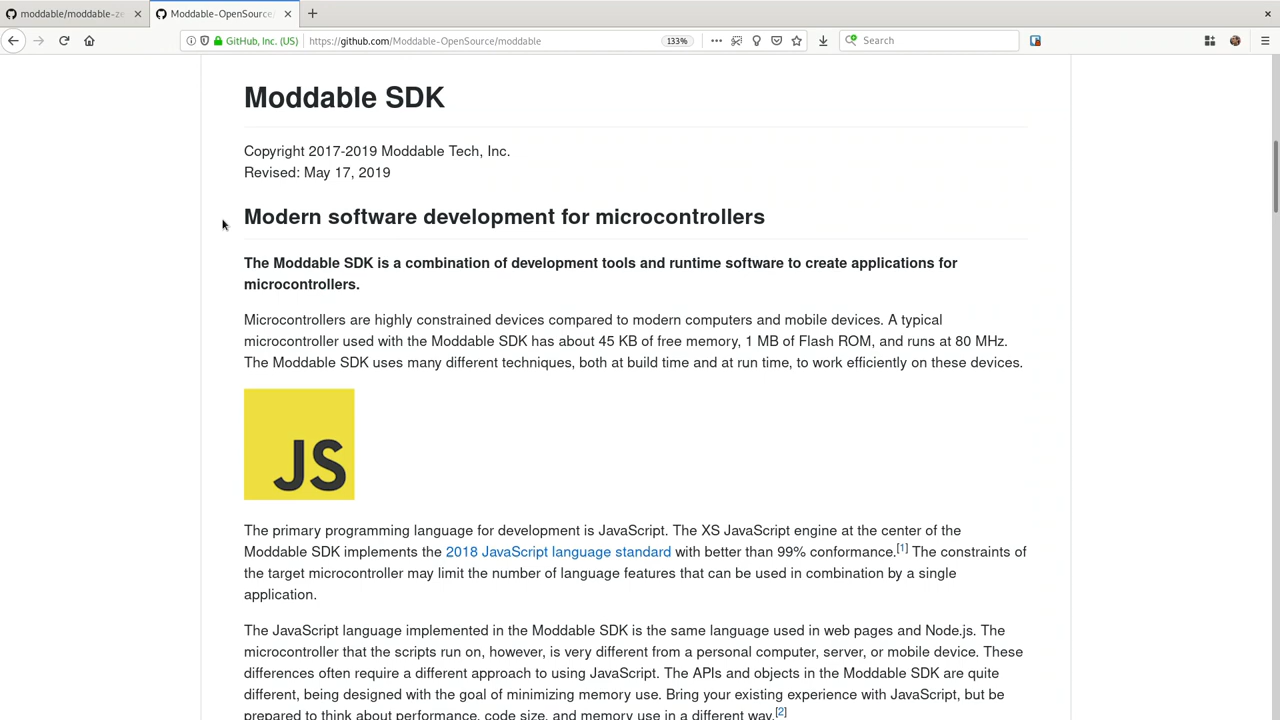 moddable/moddable-ze
Moddable-OpenSource/
GitHub, Inc. (US)
https://github.com/Moddable-OpenSource/moddable
133%
Search
Moddable SDK
Copyright 2017-2019 Moddable Tech, Inc.
Revised: May 17, 2019
Modern software development for microcontrollers
The Moddable SDK is a combination of development tools and runtime software to create applications for
microcontrollers.
Microcontrollers are highly constrained devices compared to modern computers and mobile devices. A typical
microcontroller used with the Moddable SDK has about 45 KB of free memory, 1 MB of Flash ROM, and runs at 80 MHz.
The Moddable SDK uses many different techniques, both at build time and at run time, to work efficiently on these devices.
JS
The primary programming language for development is JavaScript. The XS JavaScript engine at the center of the
Moddable SDK implements the 2018 JavaScript language standard with better than 99% conformance.[1] The constraints of
the target microcontroller may limit the number of language features that can be used in combination by a single
application.
The JavaScript language implemented in the Moddable SDK is the same language used in web pages and Node.js. The
microcontroller that the scripts run on, however, is very different from a personal computer, server, or mobile device. These
differences often require a different approach to using JavaScript. The APIs and objects in the Moddable SDK are quite
different, being designed with the goal of minimizing memory use. Bring your existing experience with JavaScript, but be
prepared to think about performance, code size, and memory use in a different way.[2]